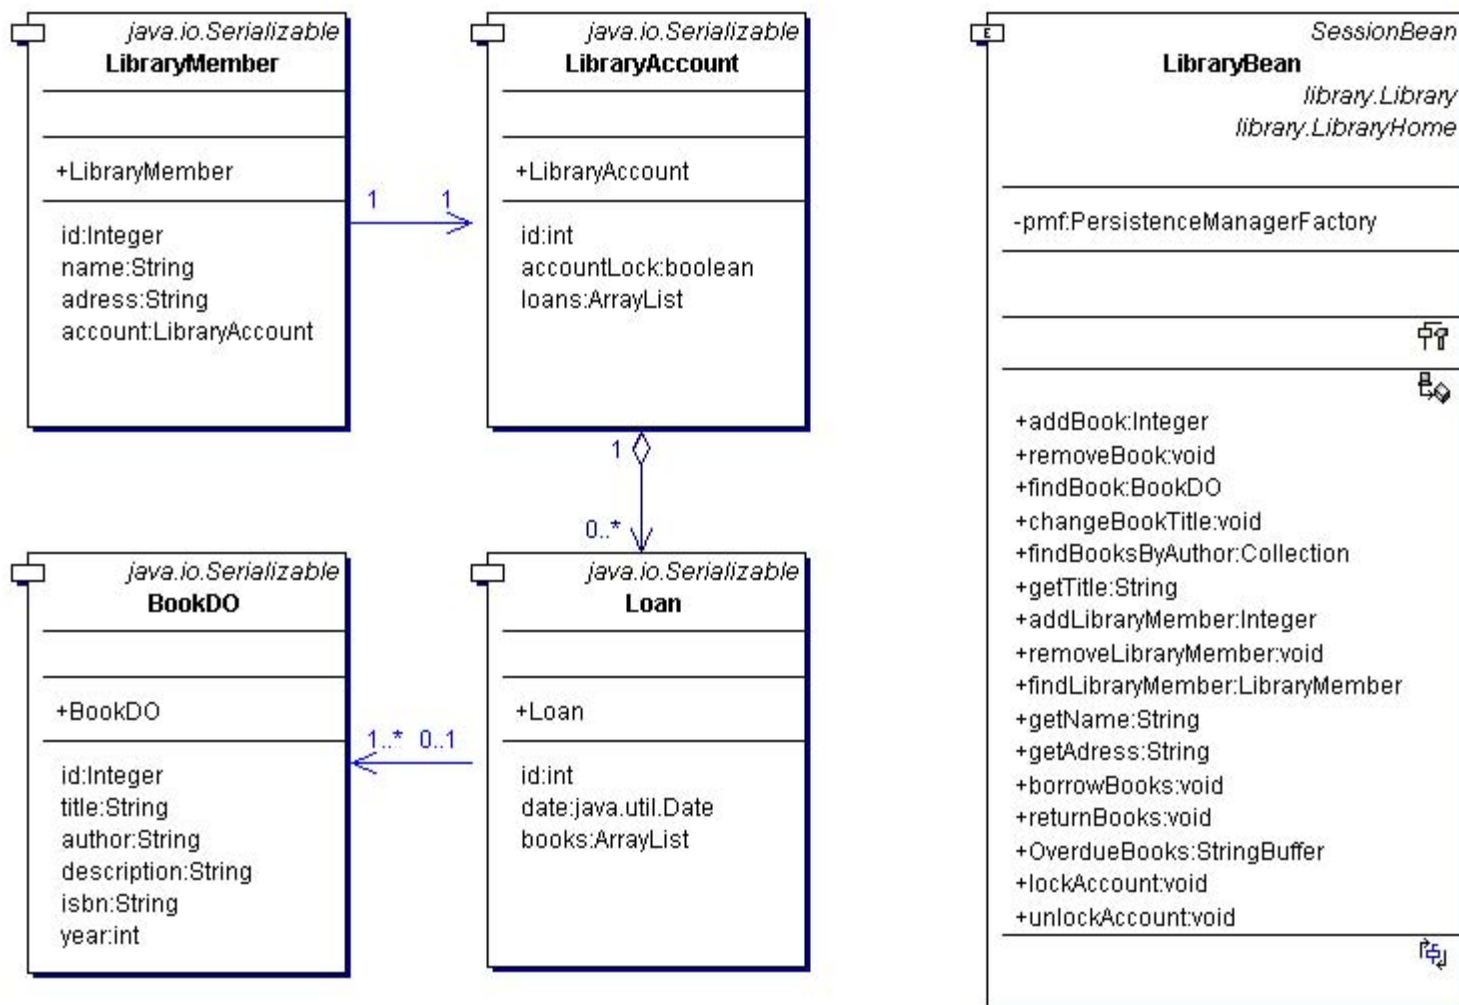 java.io.Serializable
LibraryMember
+LibraryMember
id:Integer
name:String
adress:String
account:LibraryAccount
1 1
java.io.Serializable
LibraryAccount
+LibraryAccount
id:int
accountLock:boolean
loans:ArrayList
1
0..*
java.io.Serializable
BookDO
+BookDO
id:Integer
title:String
author:String
description:String
isbn:String
year:int
1..* 0..1
java.io.Serializable
Loan
+Loan
id:int
date:java.util.Date
books:ArrayList
E
SessionBean
LibraryBean
library.Library
library.LibraryHome
-pmf:PersistenceManagerFactory
+addBook:Integer
+removeBook:void
+findBook:BookDO
+changeBookTitle:void
+findBooksByAuthor:Collection
+getTitle:String
+addLibraryMember:Integer
+removeLibraryMember:void
+findLibraryMember:LibraryMember
+getName:String
+getAdress:String
+borrowBooks:void
+returnBooks:void
+OverdueBooks:StringBuffer
+lockAccount:void
+unlockAccount:void